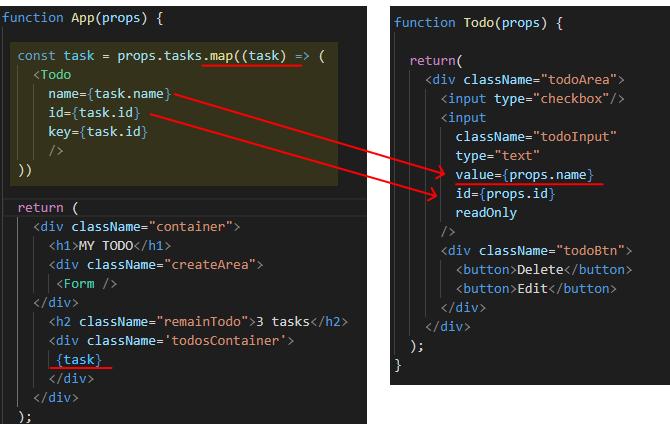 function App(props) {
const task = props.tasks.map((task) => (
<Todo
name={task.name}
id={task.id}
key={task.id}
/>
))
return (
<div className="container">
<h1>MY TODO</h1>
<div className="createArea">
<Form />
</div>
<h2 className="remainTodo">3 tasks</h2>
<div className='todosContainer'>
{task}
</div>
</div>
);
function Todo(props) {
return(
<div className="todoArea">
<input type="checkbox"/>
<input
className="todoInput"
type="text"
value={props.name}
id={props.id}
readOnly
/>
<div className="todoBtn">
<button>Delete</button>
<button>Edit</button>
</div>
</div>
);
}